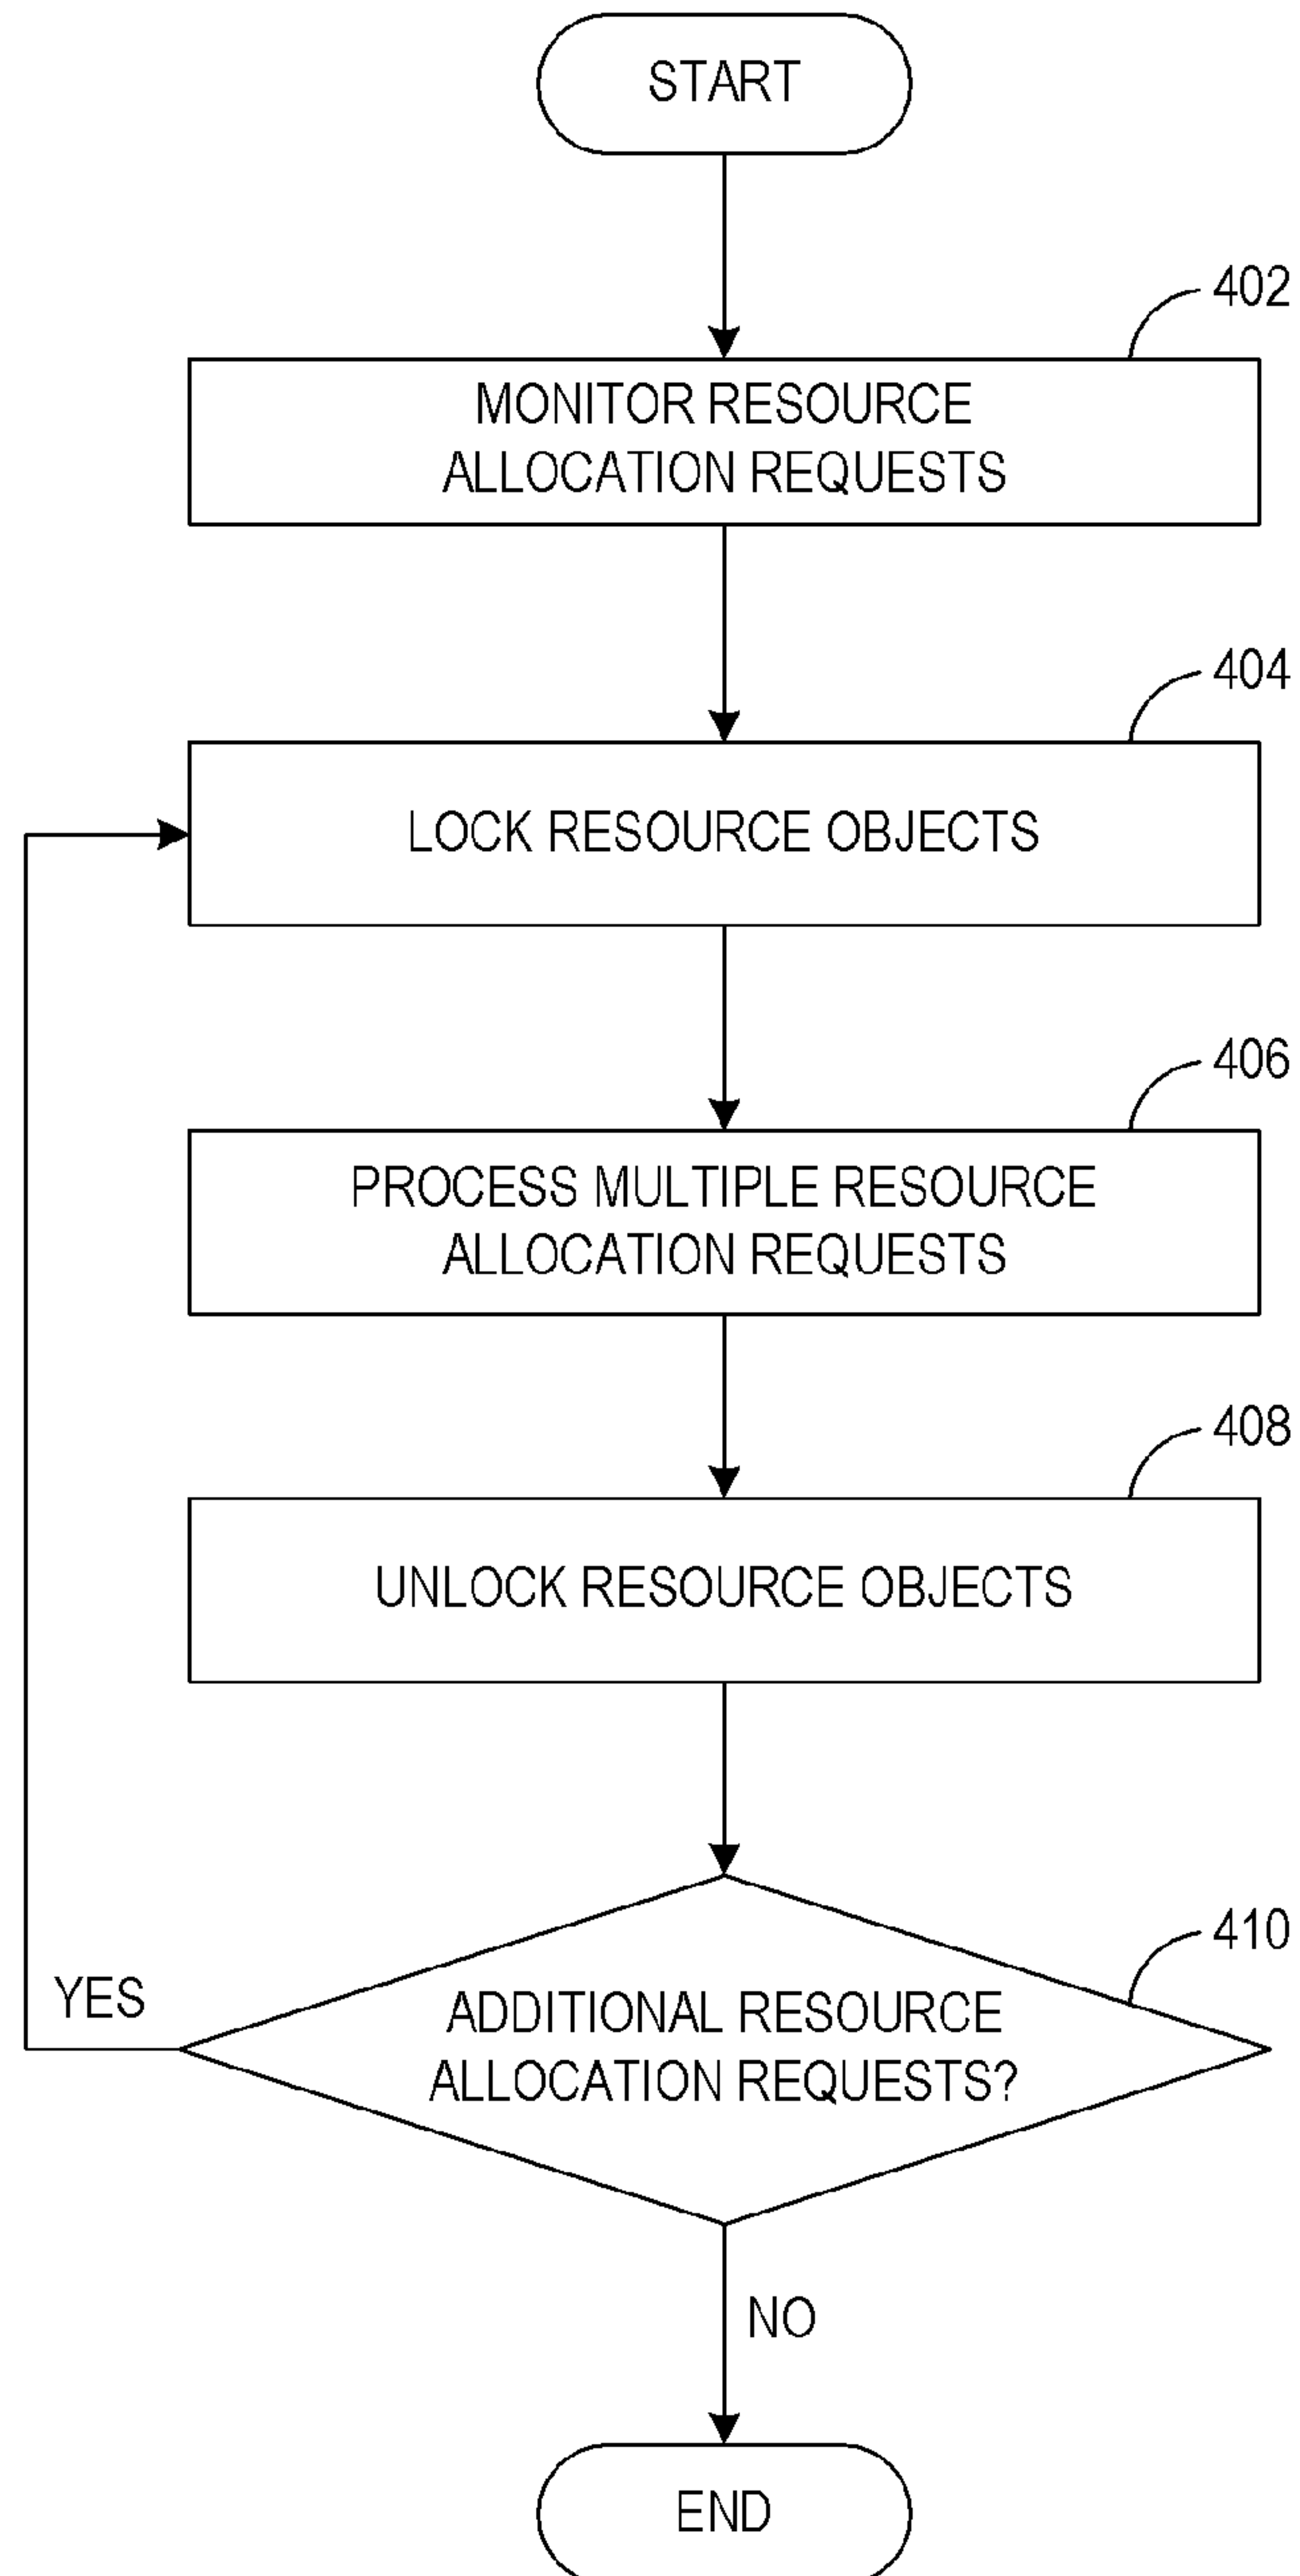 START
402
MONITOR RESOURCE
ALLOCATION REQUESTS
404
LOCK RESOURCE OBJECTS
406
PROCESS MULTIPLE RESOURCE
ALLOCATION REQUESTS
408
UNLOCK RESOURCE OBJECTS
410
YES
ADDITIONAL RESOURCE
ALLOCATION REQUESTS?
NO
END